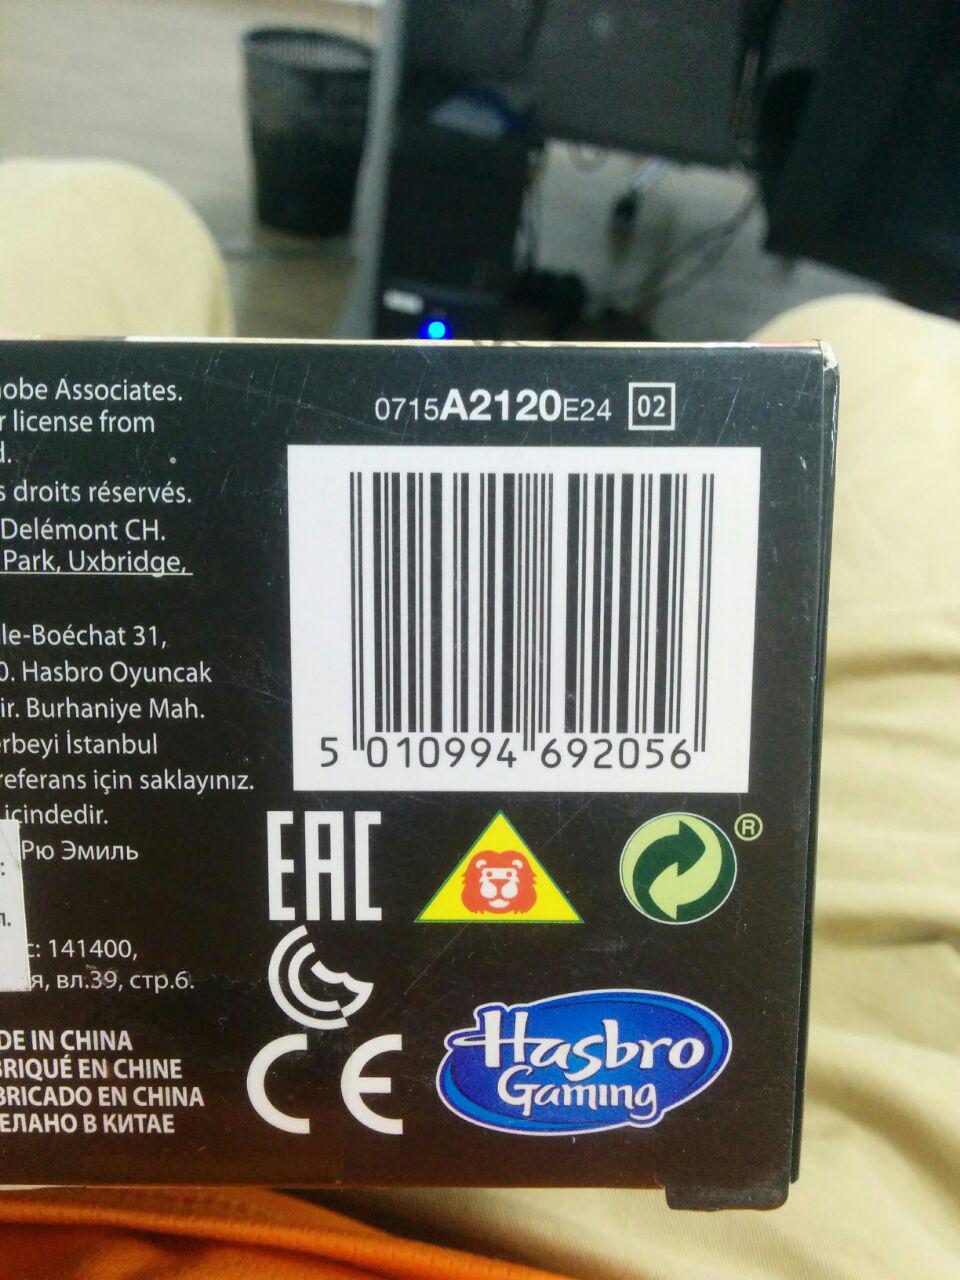 obe Associates.
r license from
d.
s droits réservés.
Delémont CH.
Park, Uxbridge,
le-Boéchat 31,
0. Hasbro Oyuncak
ir. Burhaniye Mah.
erbeyi İstanbul
referans için saklayınız.
içindedir.
Рю Эмиль
с: 141400,
я, вл.39, стр.6.
DE IN CHINA
BRIQUÉ EN CHINE
BRICADO EN CHINA
ЕЛАНО В КИТАЕ
0715A2120E24 02
5 010994 692056
EAC
®
CE
Hasbro
Gaming